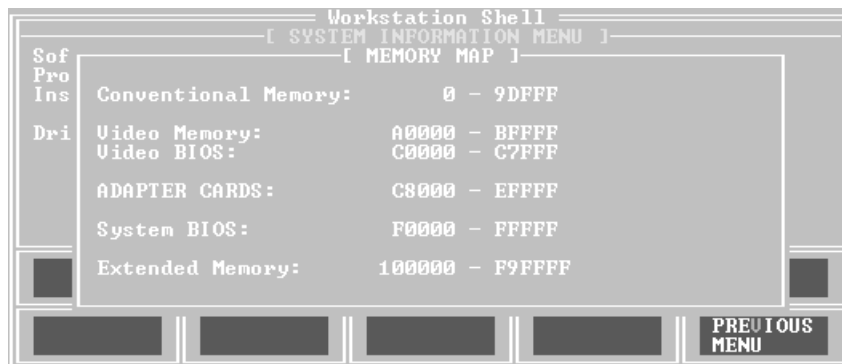 Workstation Shell
[ SYSTEM INFORMATION MENU ]
Sof [ MEMORY MAP ]
Pro
Ins Conventional Memory: 0 - 9DFFF
Dri Video Memory: A0000 - BFFFF
Video BIOS: C0000 - C7FFF
ADAPTER CARDS: C8000 - EFFFF
System BIOS: F0000 - FFFFF
Extended Memory: 100000 - F9FFFF
PREVIOUS
MENU